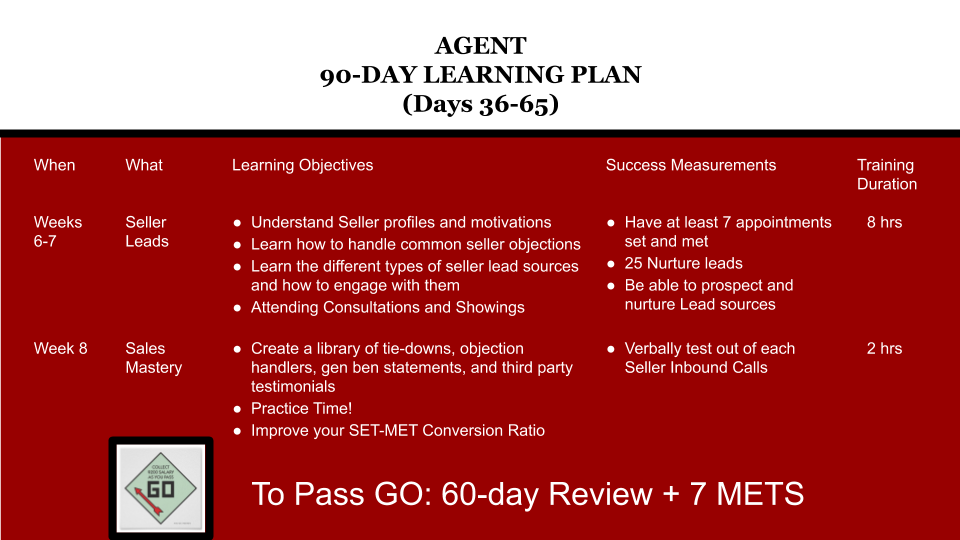 AGENT
90-DAY LEARNING PLAN
(Days 36-65)
When
What
Learning Objectives
Success Measurements
Training
Duration
Weeks
6-7
Seller
Leads
● Understand Seller profiles and motivations
● Learn how to handle common seller objections
● Learn the different types of seller lead sources
and how to engage with them
● Attending Consultations and Showings
● Have at least 7 appointments
set and met
● 25 Nurture leads
● Be able to prospect and
nurture Lead sources
8 hrs
Week 8
Sales
Mastery
● Create a library of tie-downs, objection
handlers, gen ben statements, and third party
testimonials
● Practice Time!
● Improve your SET-MET Conversion Ratio
● Verbally test out of each
Seller Inbound Calls
2 hrs
COLLECT
$200 SALARY
AS YOU PASS
GO
To Pass GO: 60-day Review + 7 METS